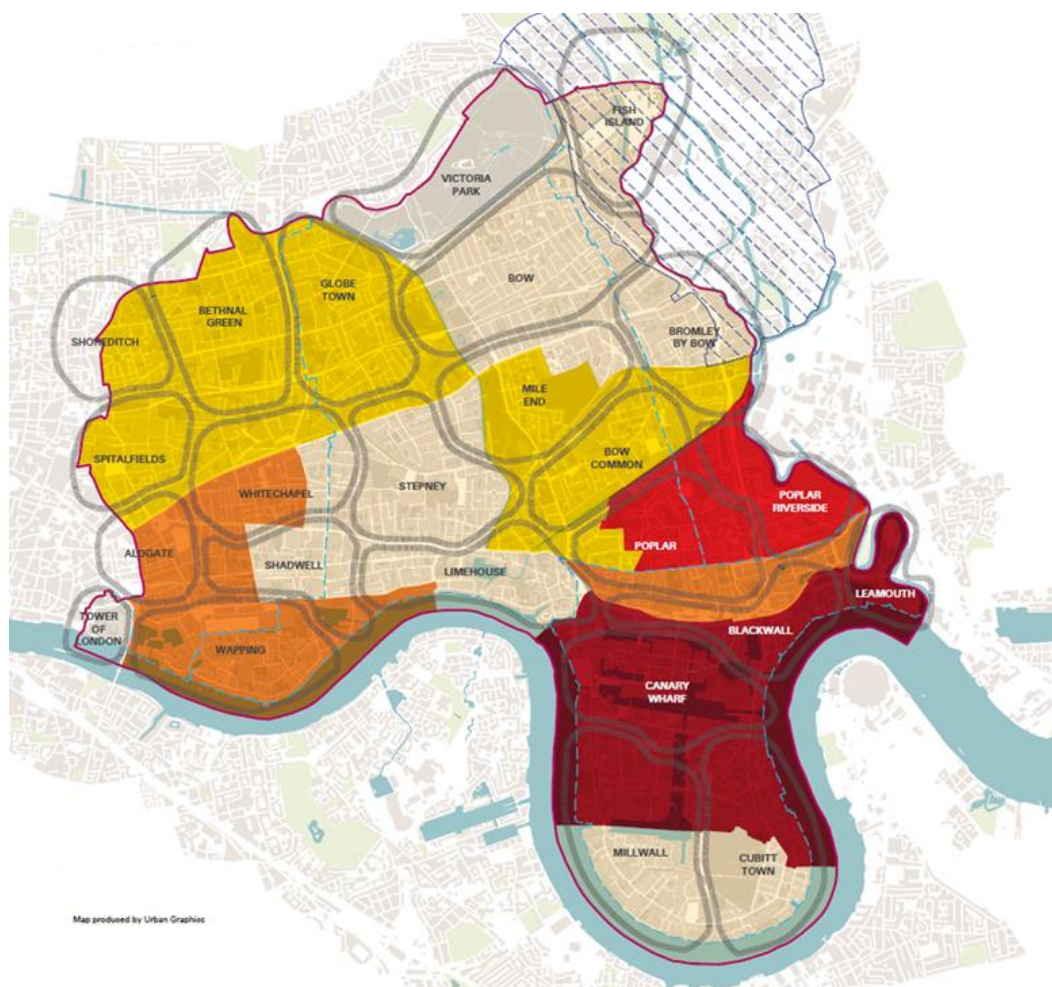 FISH
ISLAND
VICTORIA
PARK
BOW
GLOBE
TOWN
BETHNAL
GREEN
SHOREDITCH
BROMLEY
BY BOW
MILE
END
SPITALFIELDS
BOW
COMMON
STEPNEY
WHITECHAPEL
POPLAR
RIVERSIDE
ALDGATE
POPLAR
SHADWELL
LIMEHOUSE
LEAMOUTH
TOWER
OF
LONDON
BLACKWALL
WAPPING
CANARY
WHARF
MILLWALL
CUBITT
TOWN
Map produced by Urban Graphics